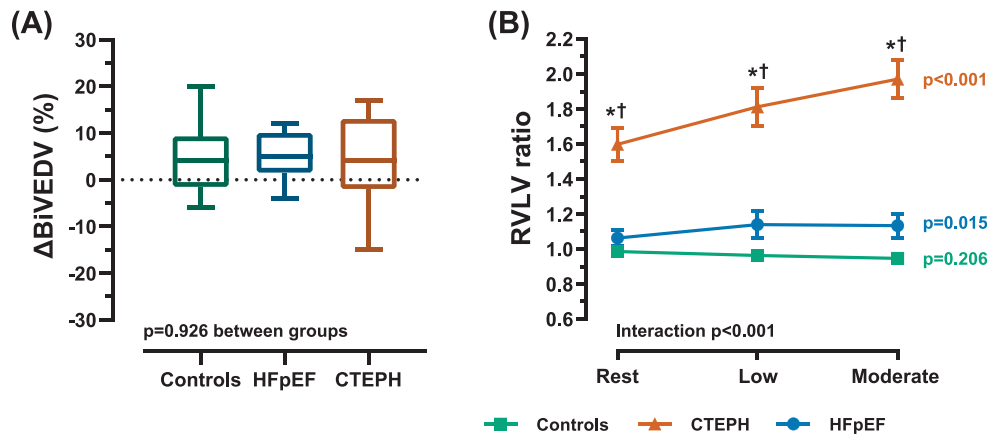 (A)
ΔBiVEDV (%)
30
20
10
0
-10
-20
-30
p=0.926 between groups
Controls HFpEF CTEPH
(B)
RVLV ratio
2.2
2.0
1.8
1.6
1.4
1.2
1.0
0.8
0.6
*†
*†
*†
p<0.001
p=0.015
p=0.206
Interaction p<0.001
Rest Low Moderate
Controls CTEPH HFpEF